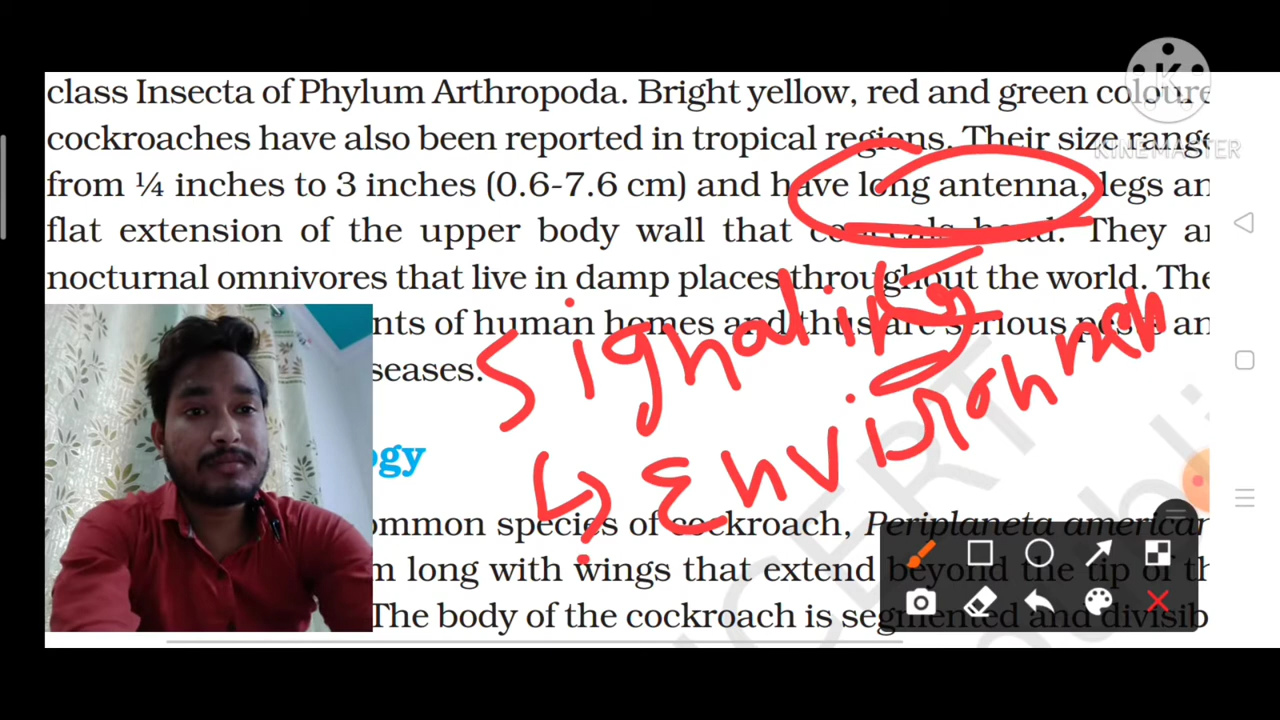 class Insecta of Phylum Arthropoda. Bright yellow, red and green coloure
cockroaches have also been reported in tropical regions. Their size range
KINEMASTER
from ¼ inches to 3 inches (0.6-7.6 cm) and have long antenna, legs an
flat extension of the upper body wall that conceals head. They ar
nocturnal omnivores that live in damp places throughout the world. The
nts of human homes and thus are serious pests an
seases.
Signaling
Environmen
ogy
ommon species of cockroach, Periplaneta american
m long with wings that extend beyond the tip of th
The body of the cockroach is segmented and divisib